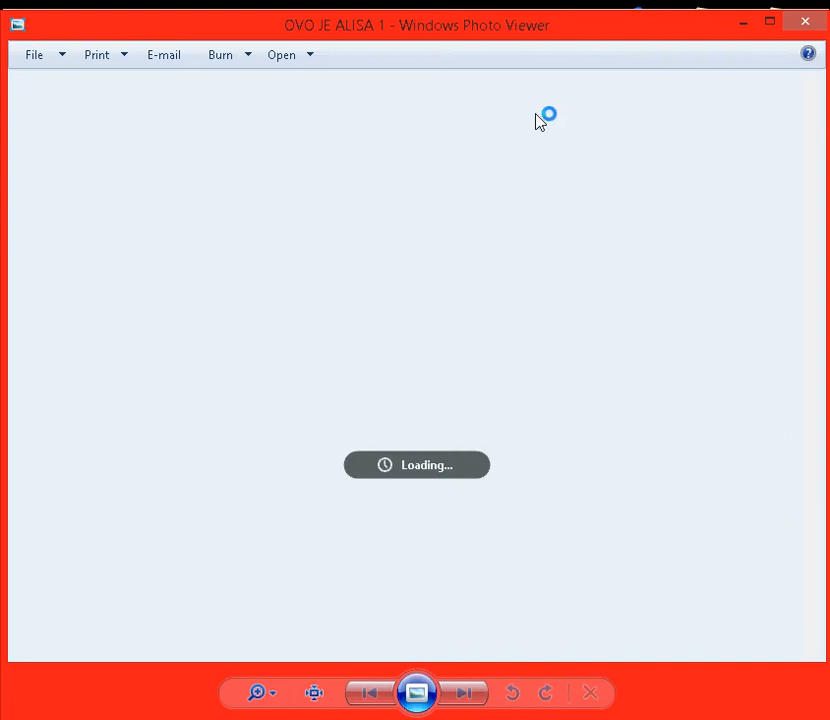 OVO JE ALISA 1 - Windows Photo Viewer
File Print E-mail Burn Open
Loading...